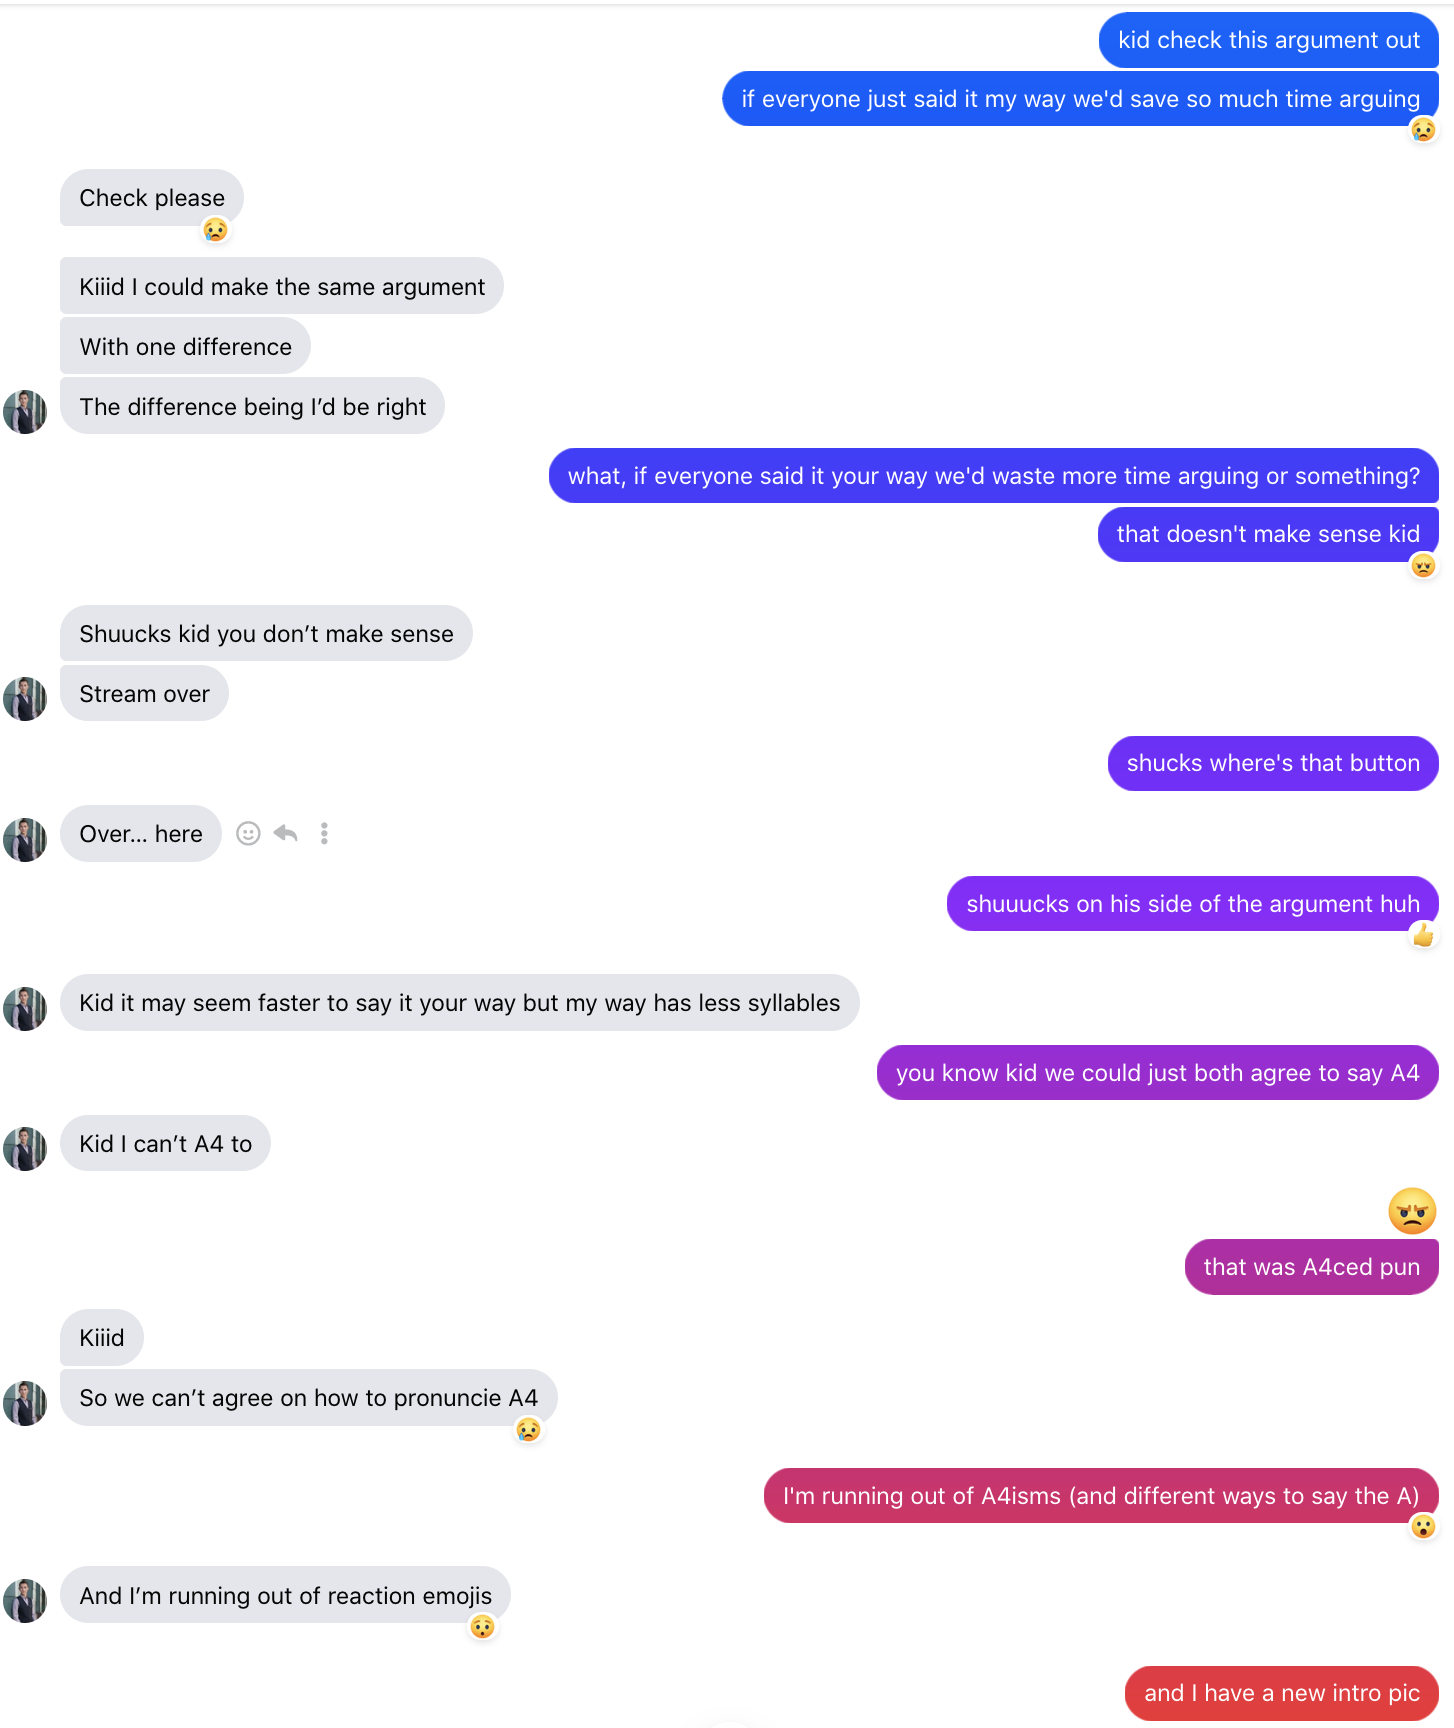 kid check this argument out
if everyone just said it my way we'd save so much time arguing
Check please
Kiiid I could make the same argument
With one difference
The difference being I’d be right
what, if everyone said it your way we'd waste more time arguing or something?
that doesn't make sense kid
Shuucks kid you don’t make sense
Stream over
shucks where's that button
Over... here
shuuucks on his side of the argument huh
Kid it may seem faster to say it your way but my way has less syllables
you know kid we could just both agree to say A4
Kid I can’t A4 to
that was A4ced pun
Kiiid
So we can’t agree on how to pronuncie A4
I'm running out of A4isms (and different ways to say the A)
And I’m running out of reaction emojis
and I have a new intro pic